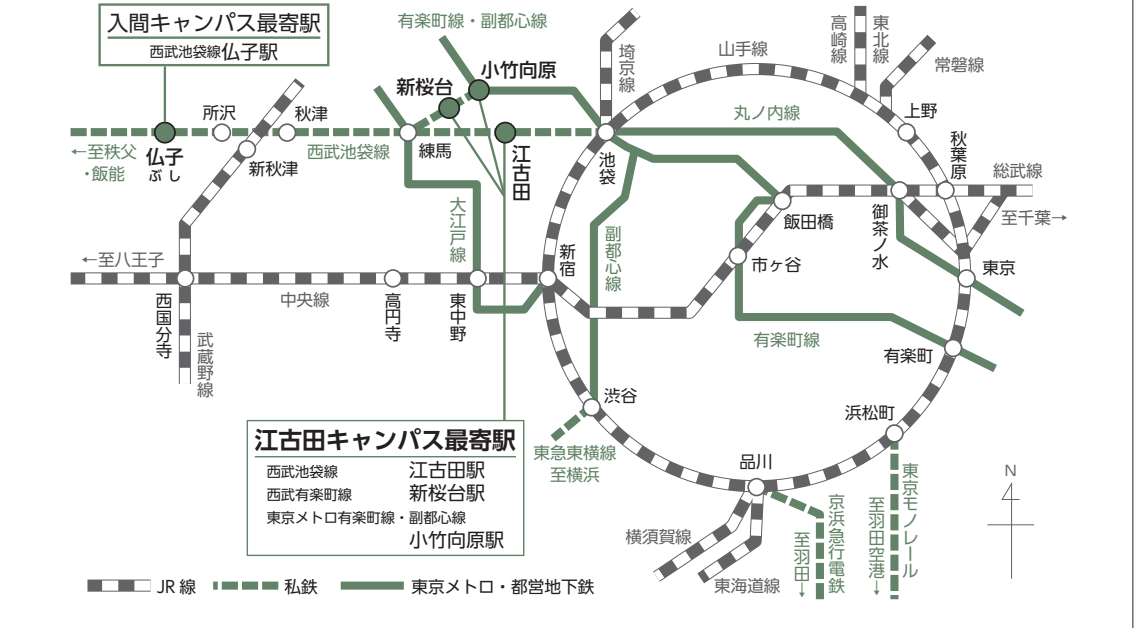 入間キャンパス最寄駅
西武池袋線仏子駅
有楽町線・副都心線
埼京線
山手線
高崎線
東北線
常磐線
新桜台
小竹向原
丸ノ内線
上野
秋葉原
総武線
至千葉→
所沢
秋津
←至秩父
・飯能
仏子
ぶし
新秋津
西武池袋線
練馬
江古田
池袋
大江戸線
飯田橋
御茶ノ水
市ヶ谷
副都心線
新宿
東京
←至八王子
西国分寺
中央線
高円寺
東中野
武蔵野線
有楽町線
有楽町
渋谷
浜松町
品川
東急東横線
至横浜
江古田キャンパス最寄駅
西武池袋線 江古田駅
西武有楽町線 新桜台駅
東京メトロ有楽町線・副都心線
小竹向原駅
横須賀線
東海道線
至羽田→
京浜急行電鉄
至羽田空港→
東京モノレール
N
JR 線
私鉄
東京メトロ・都営地下鉄